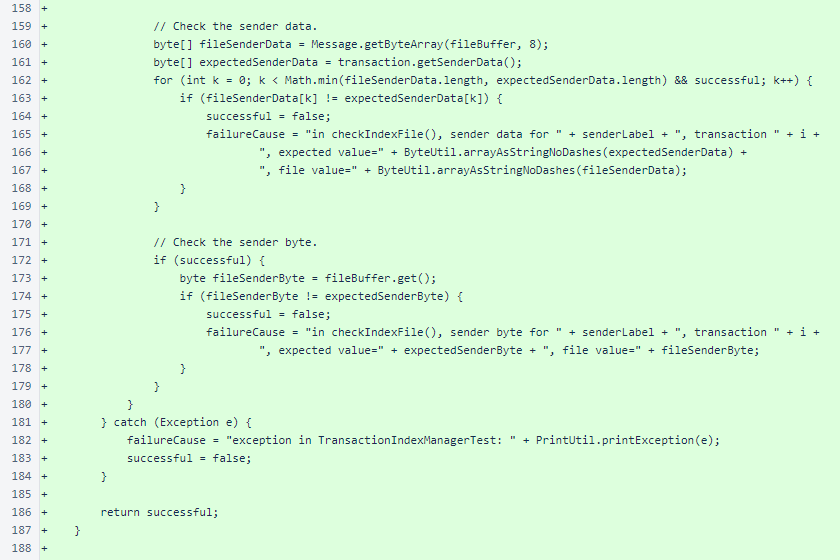 158 +
159 + // Check the sender data.
160 + byte[] fileSenderData = Message.getByteArray(fileBuffer, 8);
161 + byte[] expectedSenderData = transaction.getSenderData();
162 + for (int k = 0; k < Math.min(fileSenderData.length, expectedSenderData.length) && successful; k++) {
163 + if (fileSenderData[k] != expectedSenderData[k]) {
164 + successful = false;
165 + failureCause = "in checkIndexFile(), sender data for " + senderLabel + ", transaction " + i +
166 + ", expected value=" + ByteUtil.arrayAsStringNoDashes(expectedSenderData) +
167 + ", file value=" + ByteUtil.arrayAsStringNoDashes(fileSenderData);
168 + }
169 + }
170 +
171 + // Check the sender byte.
172 + if (successful) {
173 + byte fileSenderByte = fileBuffer.get();
174 + if (fileSenderByte != expectedSenderByte) {
175 + successful = false;
176 + failureCause = "in checkIndexFile(), sender byte for " + senderLabel + ", transaction " + i +
177 + ", expected value=" + expectedSenderByte + ", file value=" + fileSenderByte;
178 + }
179 + }
180 + }
181 + } catch (Exception e) {
182 + failureCause = "exception in TransactionIndexManagerTest: " + PrintUtil.printException(e);
183 + successful = false;
184 + }
185 +
186 + return successful;
187 + }
188 +